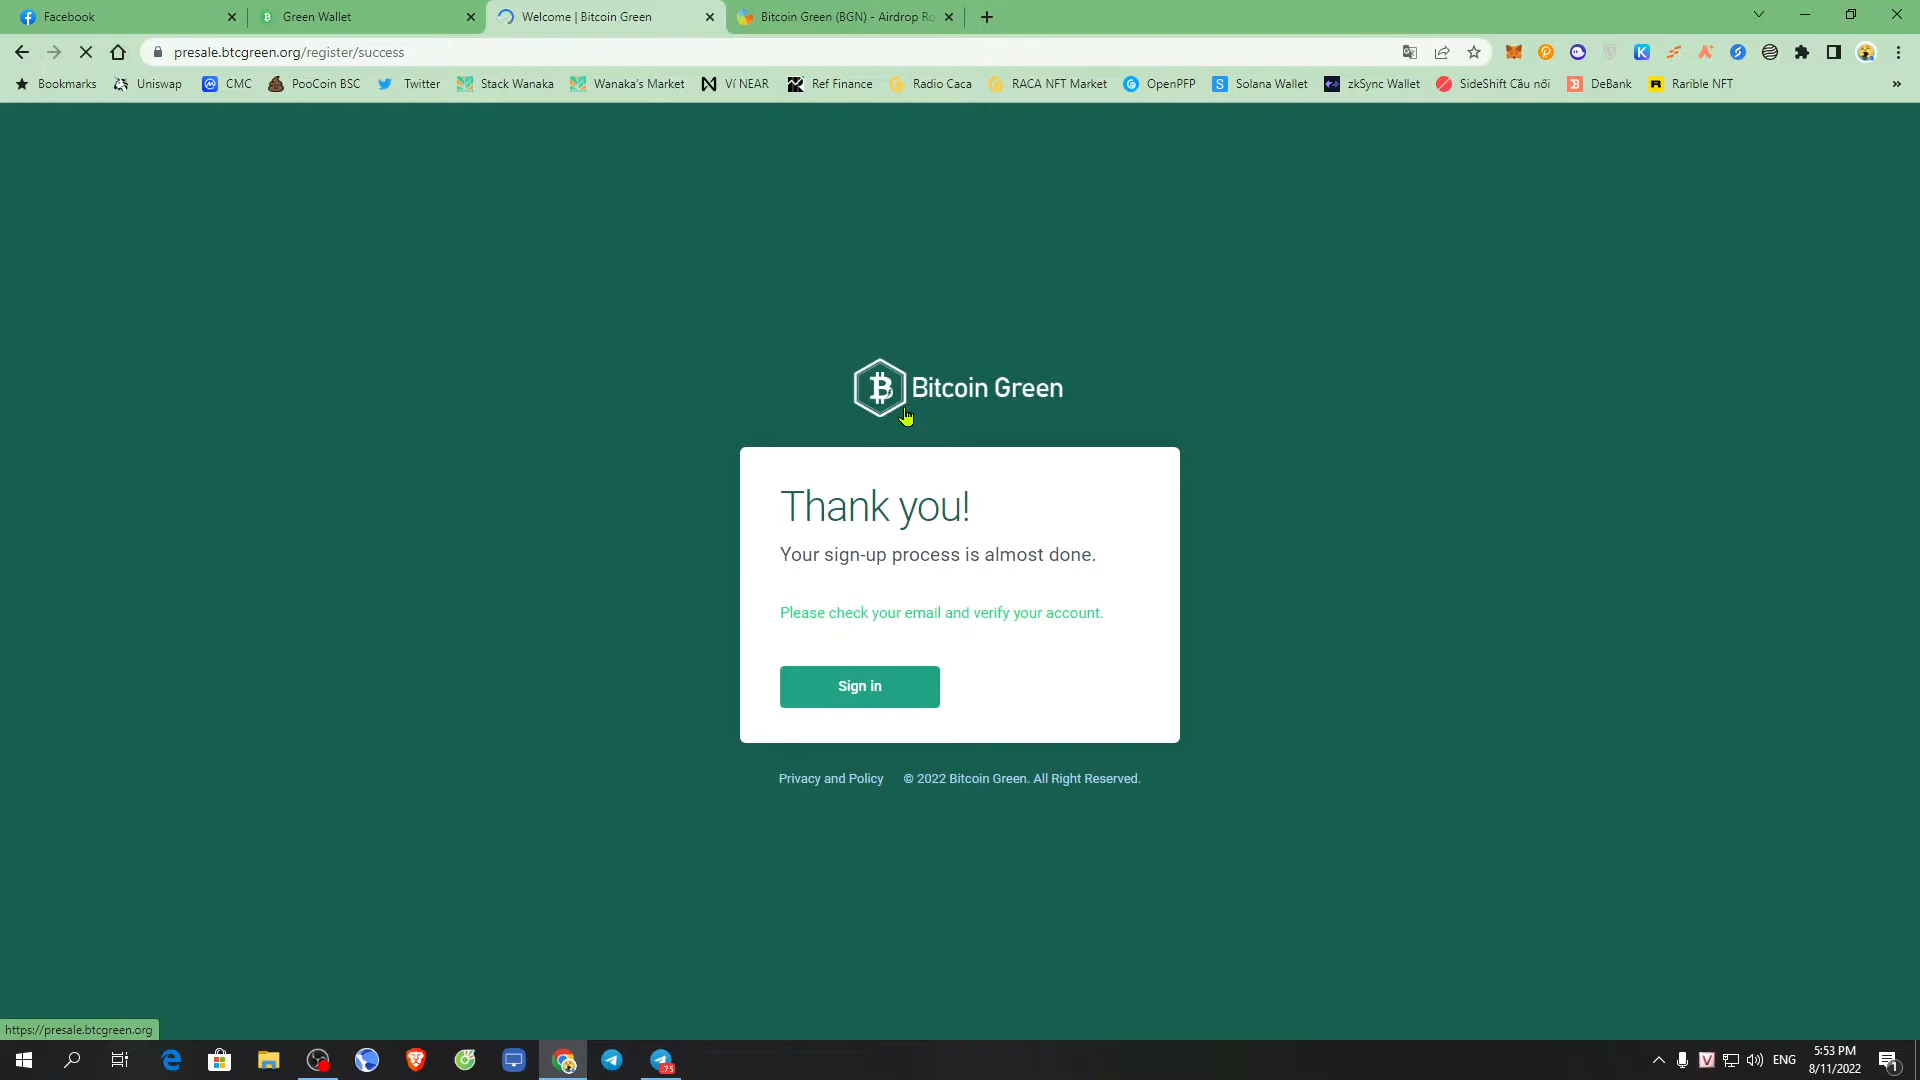 Facebook
Green Wallet
Welcome | Bitcoin Green
Bitcoin Green (BGN) - Airdrop Ro
presale.btcgreen.org/register/success
Bookmarks
Uniswap
CMC
PooCoin BSC
Twitter
Stack Wanaka
Wanaka's Market
Ví NEAR
Ref Finance
Radio Caca
RACA NFT Market
OpenPFP
Solana Wallet
zkSync Wallet
SideShift Cầu nối
DeBank
Rarible NFT
»
Bitcoin Green
Thank you!
Your sign-up process is almost done.
Please check your email and verify your account.
Sign in
Privacy and Policy
© 2022 Bitcoin Green. All Right Reserved.
https://presale.btcgreen.org
.75
ENG
5:53 PM
8/11/2022
1